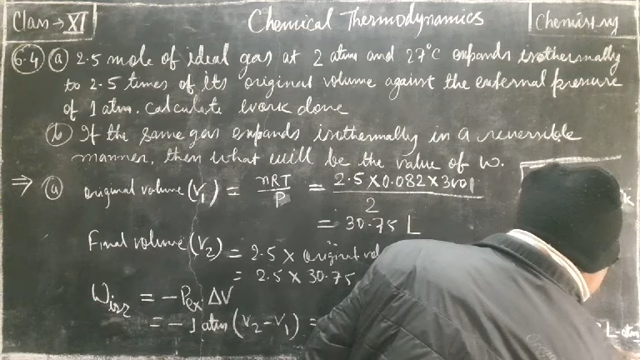 Class → XI
Chemical Thermodynamics
Chemistry
6.4 (a) 2.5 mole of ideal gas at 2 atm and 27°C expands isothermally
to 2.5 times of its original volume against the external pressure
of 1 atm. Calculate work done
(b) If the same gas expands isothermally in a reversible
manner, then what will be the value of w.
⇒ (a) original volume (V₁) = nRT/P = 2.5 × 0.082 × 300/2
= 30.75 L
Final volume (V₂) = 2.5 × original vol
= 2.5 × 30.75
Wirr = - Pex ΔV
= - 1 atm (V₂ - V₁) =
L-atm